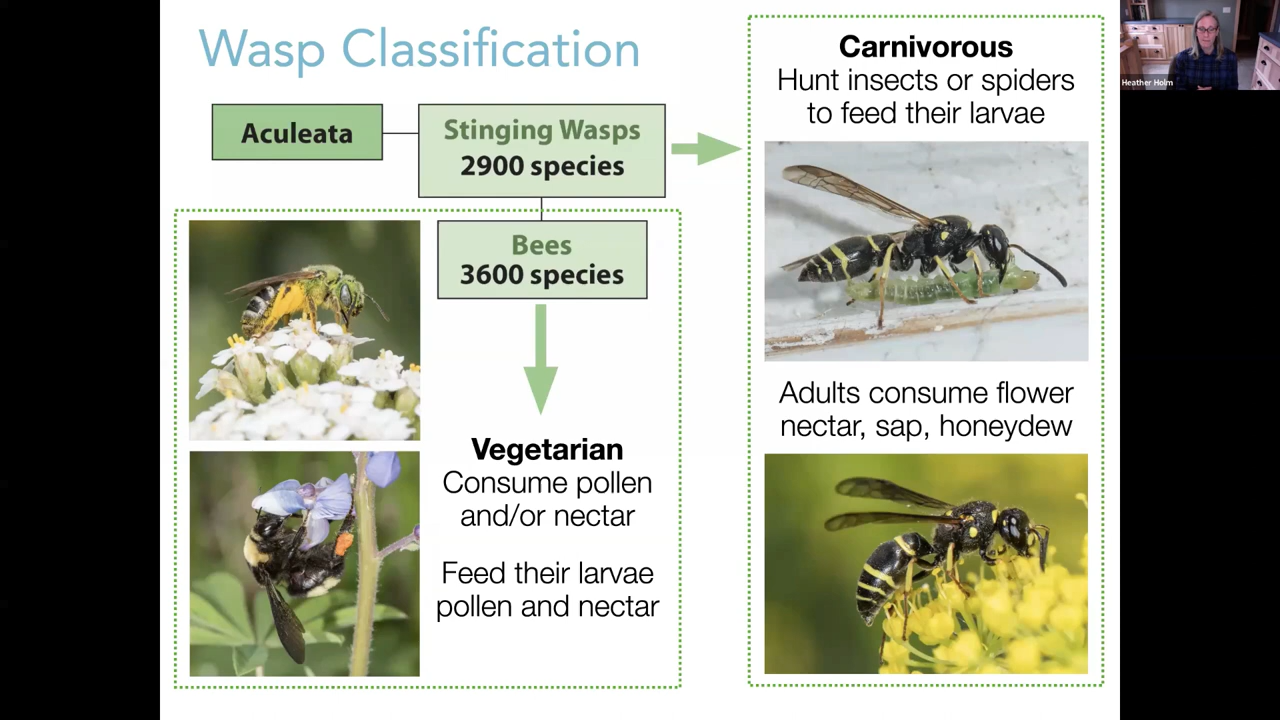 Wasp Classification
Aculeata
Stinging Wasps
2900 species
Bees
3600 species
Vegetarian
Consume pollen
and/or nectar
Feed their larvae
pollen and nectar
Carnivorous
Hunt insects or spiders
to feed their larvae
Adults consume flower
nectar, sap, honeydew
Heather Holm